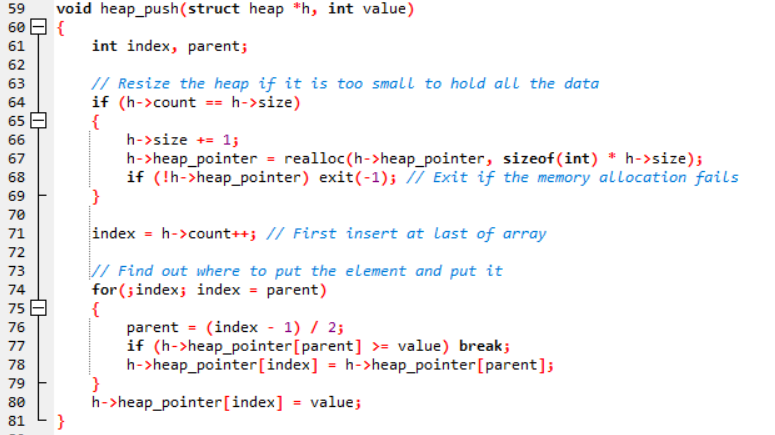 59 void heap_push(struct heap *h, int value)
60 {
61 int index, parent;
62
63 // Resize the heap if it is too small to hold all the data
64 if (h->count == h->size)
65 {
66 h->size += 1;
67 h->heap_pointer = realloc(h->heap_pointer, sizeof(int) * h->size);
68 if (!h->heap_pointer) exit(-1); // Exit if the memory allocation fails
69 }
70
71 index = h->count++; // First insert at last of array
72
73 // Find out where to put the element and put it
74 for(;index; index = parent)
75 {
76 parent = (index - 1) / 2;
77 if (h->heap_pointer[parent] >= value) break;
78 h->heap_pointer[index] = h->heap_pointer[parent];
79 }
80 h->heap_pointer[index] = value;
81 }